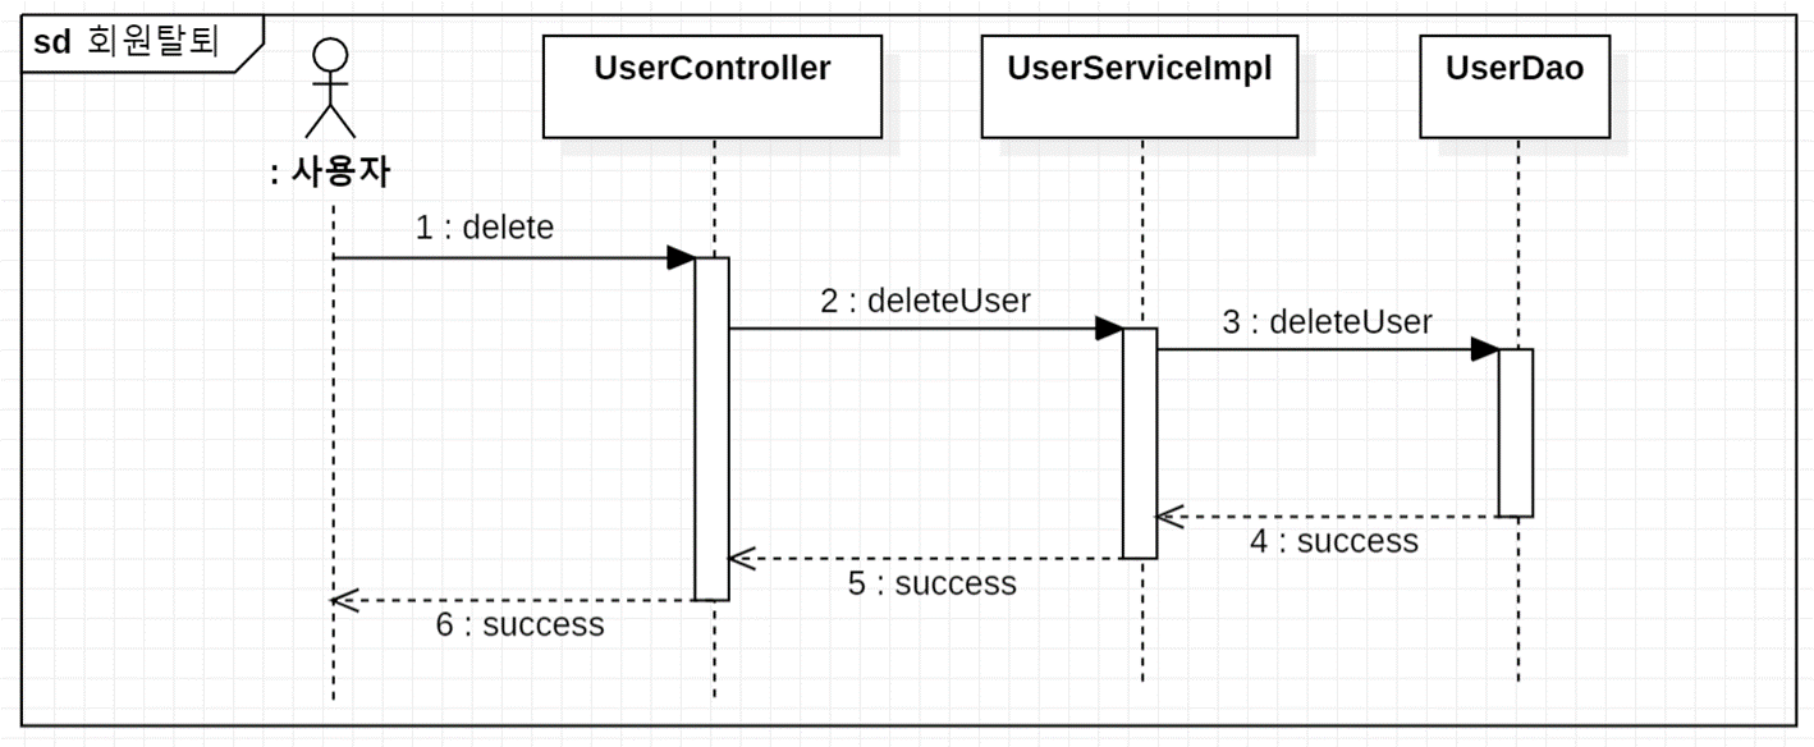 sd 회원탈퇴
: 사용자
UserController
UserServiceImpl
UserDao
1 : delete
2 : deleteUser
3 : deleteUser
4 : success
5 : success
6 : success